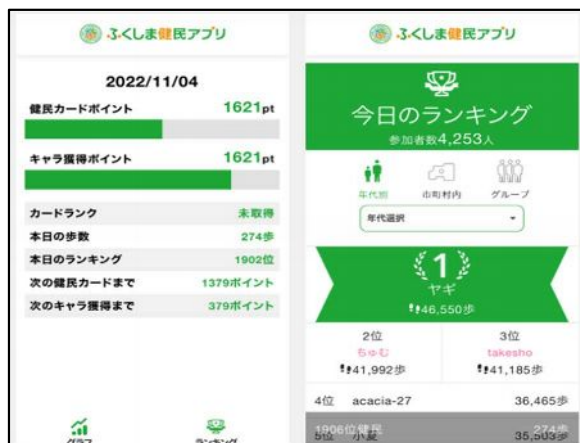 ふくしま健民アプリ
2022/11/04
健民カードポイント 1621pt
キャラ獲得ポイント 1621pt
カードランク 未取得
本日の歩数 274歩
本日のランキング 1902位
次の健民カードまで 1379ポイント
次のキャラ獲得まで 379ポイント
グラフ ランキング
ふくしま健民アプリ
今日のランキング
参加者数4,253人
年代別 市町村内 グループ
年代選択
1
ヤギ
46,550歩
2位 3位
ちゅむ takesho
41,992歩 41,185歩
4位 acacia-27 36,465歩
1906位健民 274歩
5位 小夏 35,503歩